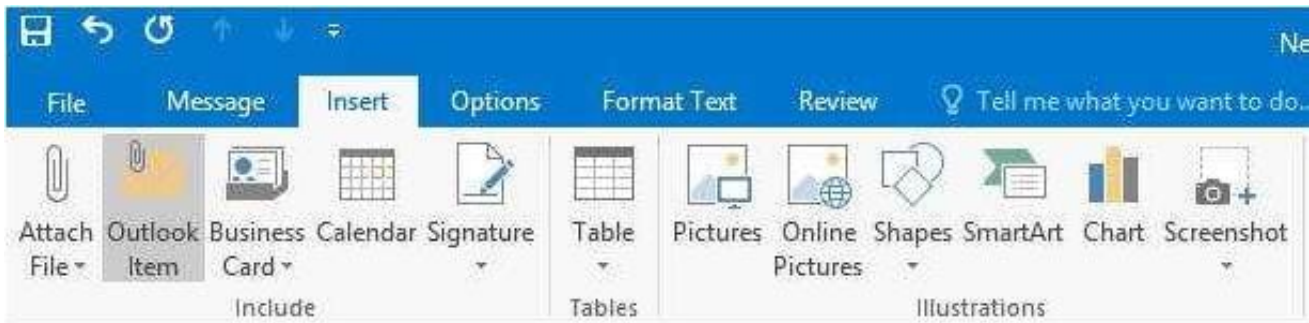 Ne
File Message Insert Options Format Text Review Tell me what you want to do..
Attach Outlook Business Calendar Signature Table Pictures Online Shapes SmartArt Chart Screenshot
File Item Card Pictures
Include Tables Illustrations